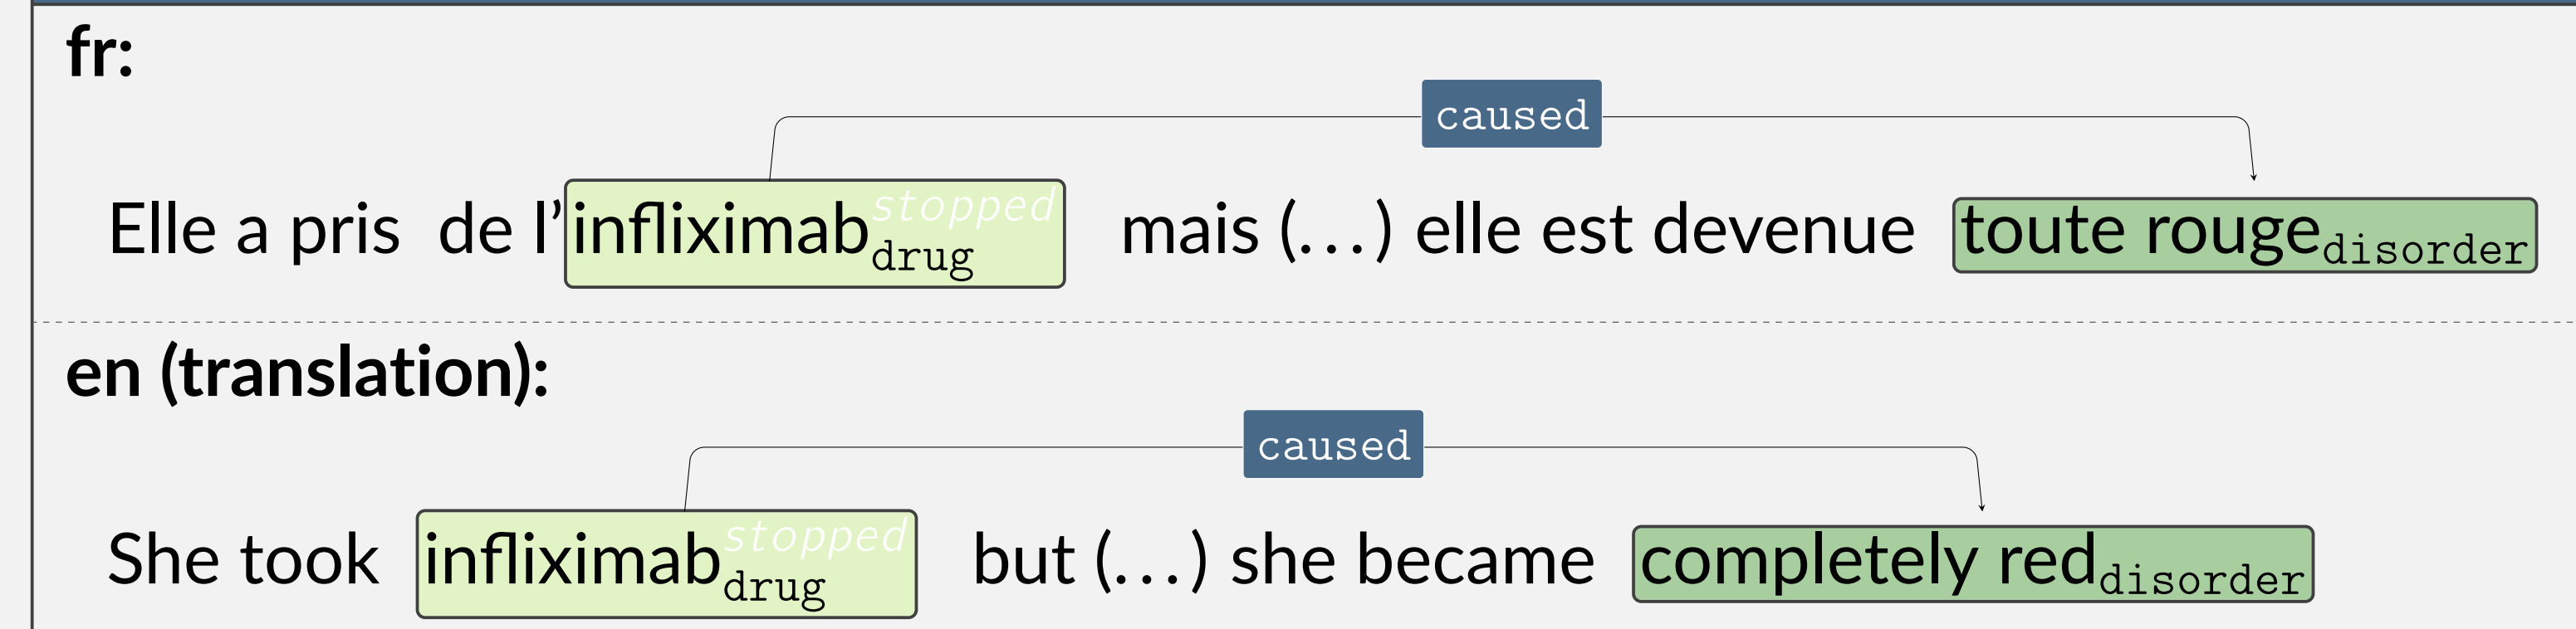 fr:
caused
Elle a pris de l’infliximab stopped drug mais (...) elle est devenue toute rouge disorder
en (translation):
caused
She took infliximab stopped drug but (...) she became completely red disorder